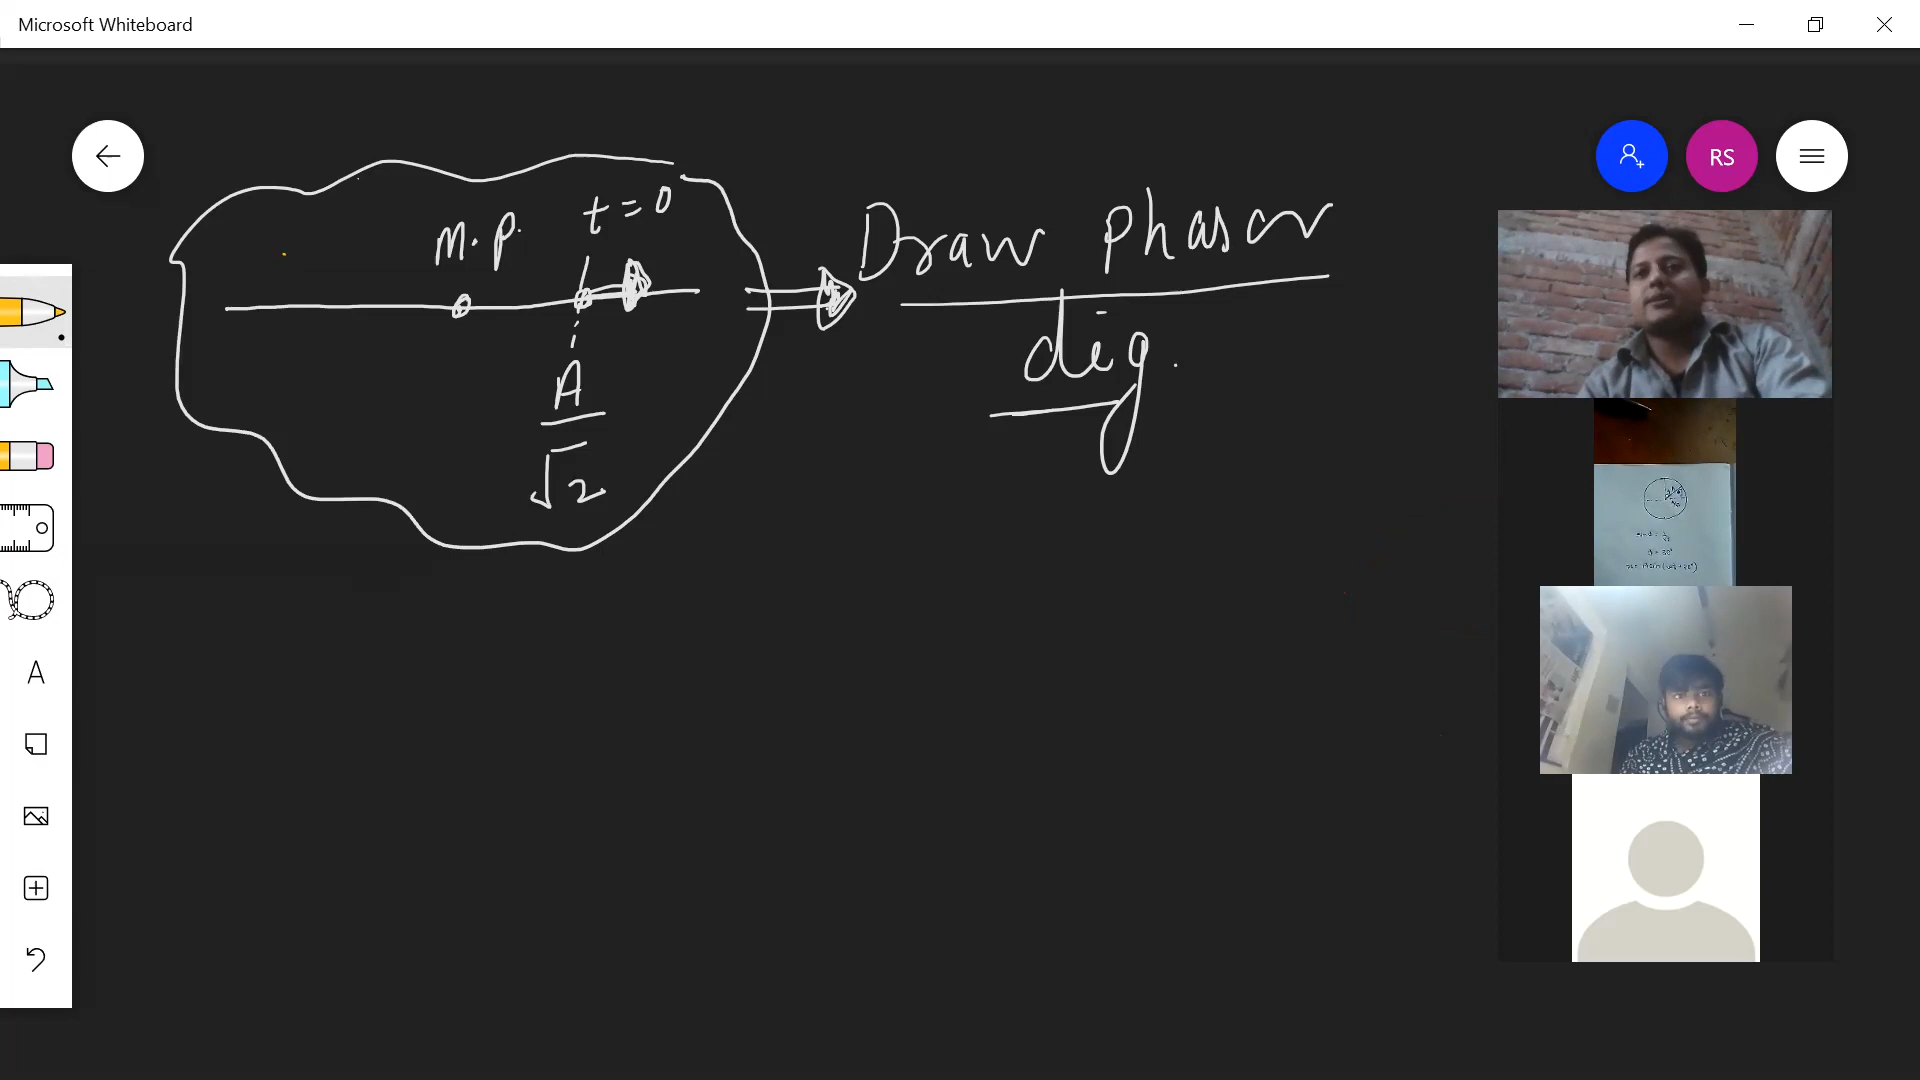 Microsoft Whiteboard
RS
t=0
m.p.
A
√2
Draw phasor
dig.
A